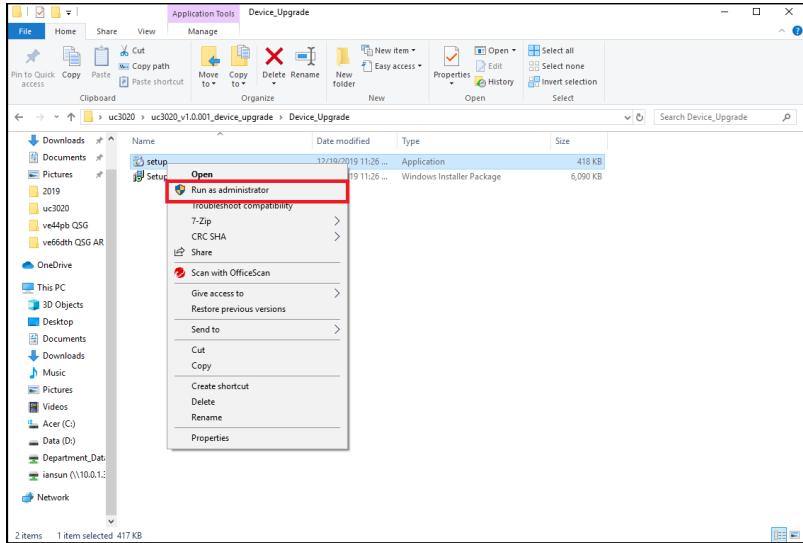 Application Tools Device_Upgrade
File Home Share View Manage
Pin to Quick access
Copy
Paste
Cut
Copy path
Paste shortcut
Clipboard
Move to
Copy to
Delete
Rename
Organize
New folder
New item
Easy access
New
Properties
Open
Edit
History
Open
Select all
Select none
Invert selection
Select
uc3020 > uc3020_v1.0.001_device_upgrade > Device_Upgrade
Search Device_Upgrade
Downloads
Documents
Pictures
2019
uc3020
ve44pb QSG
ve66dth QSG AR
OneDrive
This PC
3D Objects
Desktop
Documents
Downloads
Music
Pictures
Videos
Acer (C:)
Data (D:)
Department_Dat
iansun (\\10.0.1.3
Network
Name Date modified Type Size
setup 12/19/2019 11:26 ... Application 418 KB
Setup 19 11:26 ... Windows Installer Package 6,090 KB
Open
Run as administrator
Troubleshoot compatibility
7-Zip
CRC SHA
Share
Scan with OfficeScan
Give access to
Restore previous versions
Send to
Cut
Copy
Create shortcut
Delete
Rename
Properties
2 items 1 item selected 417 KB